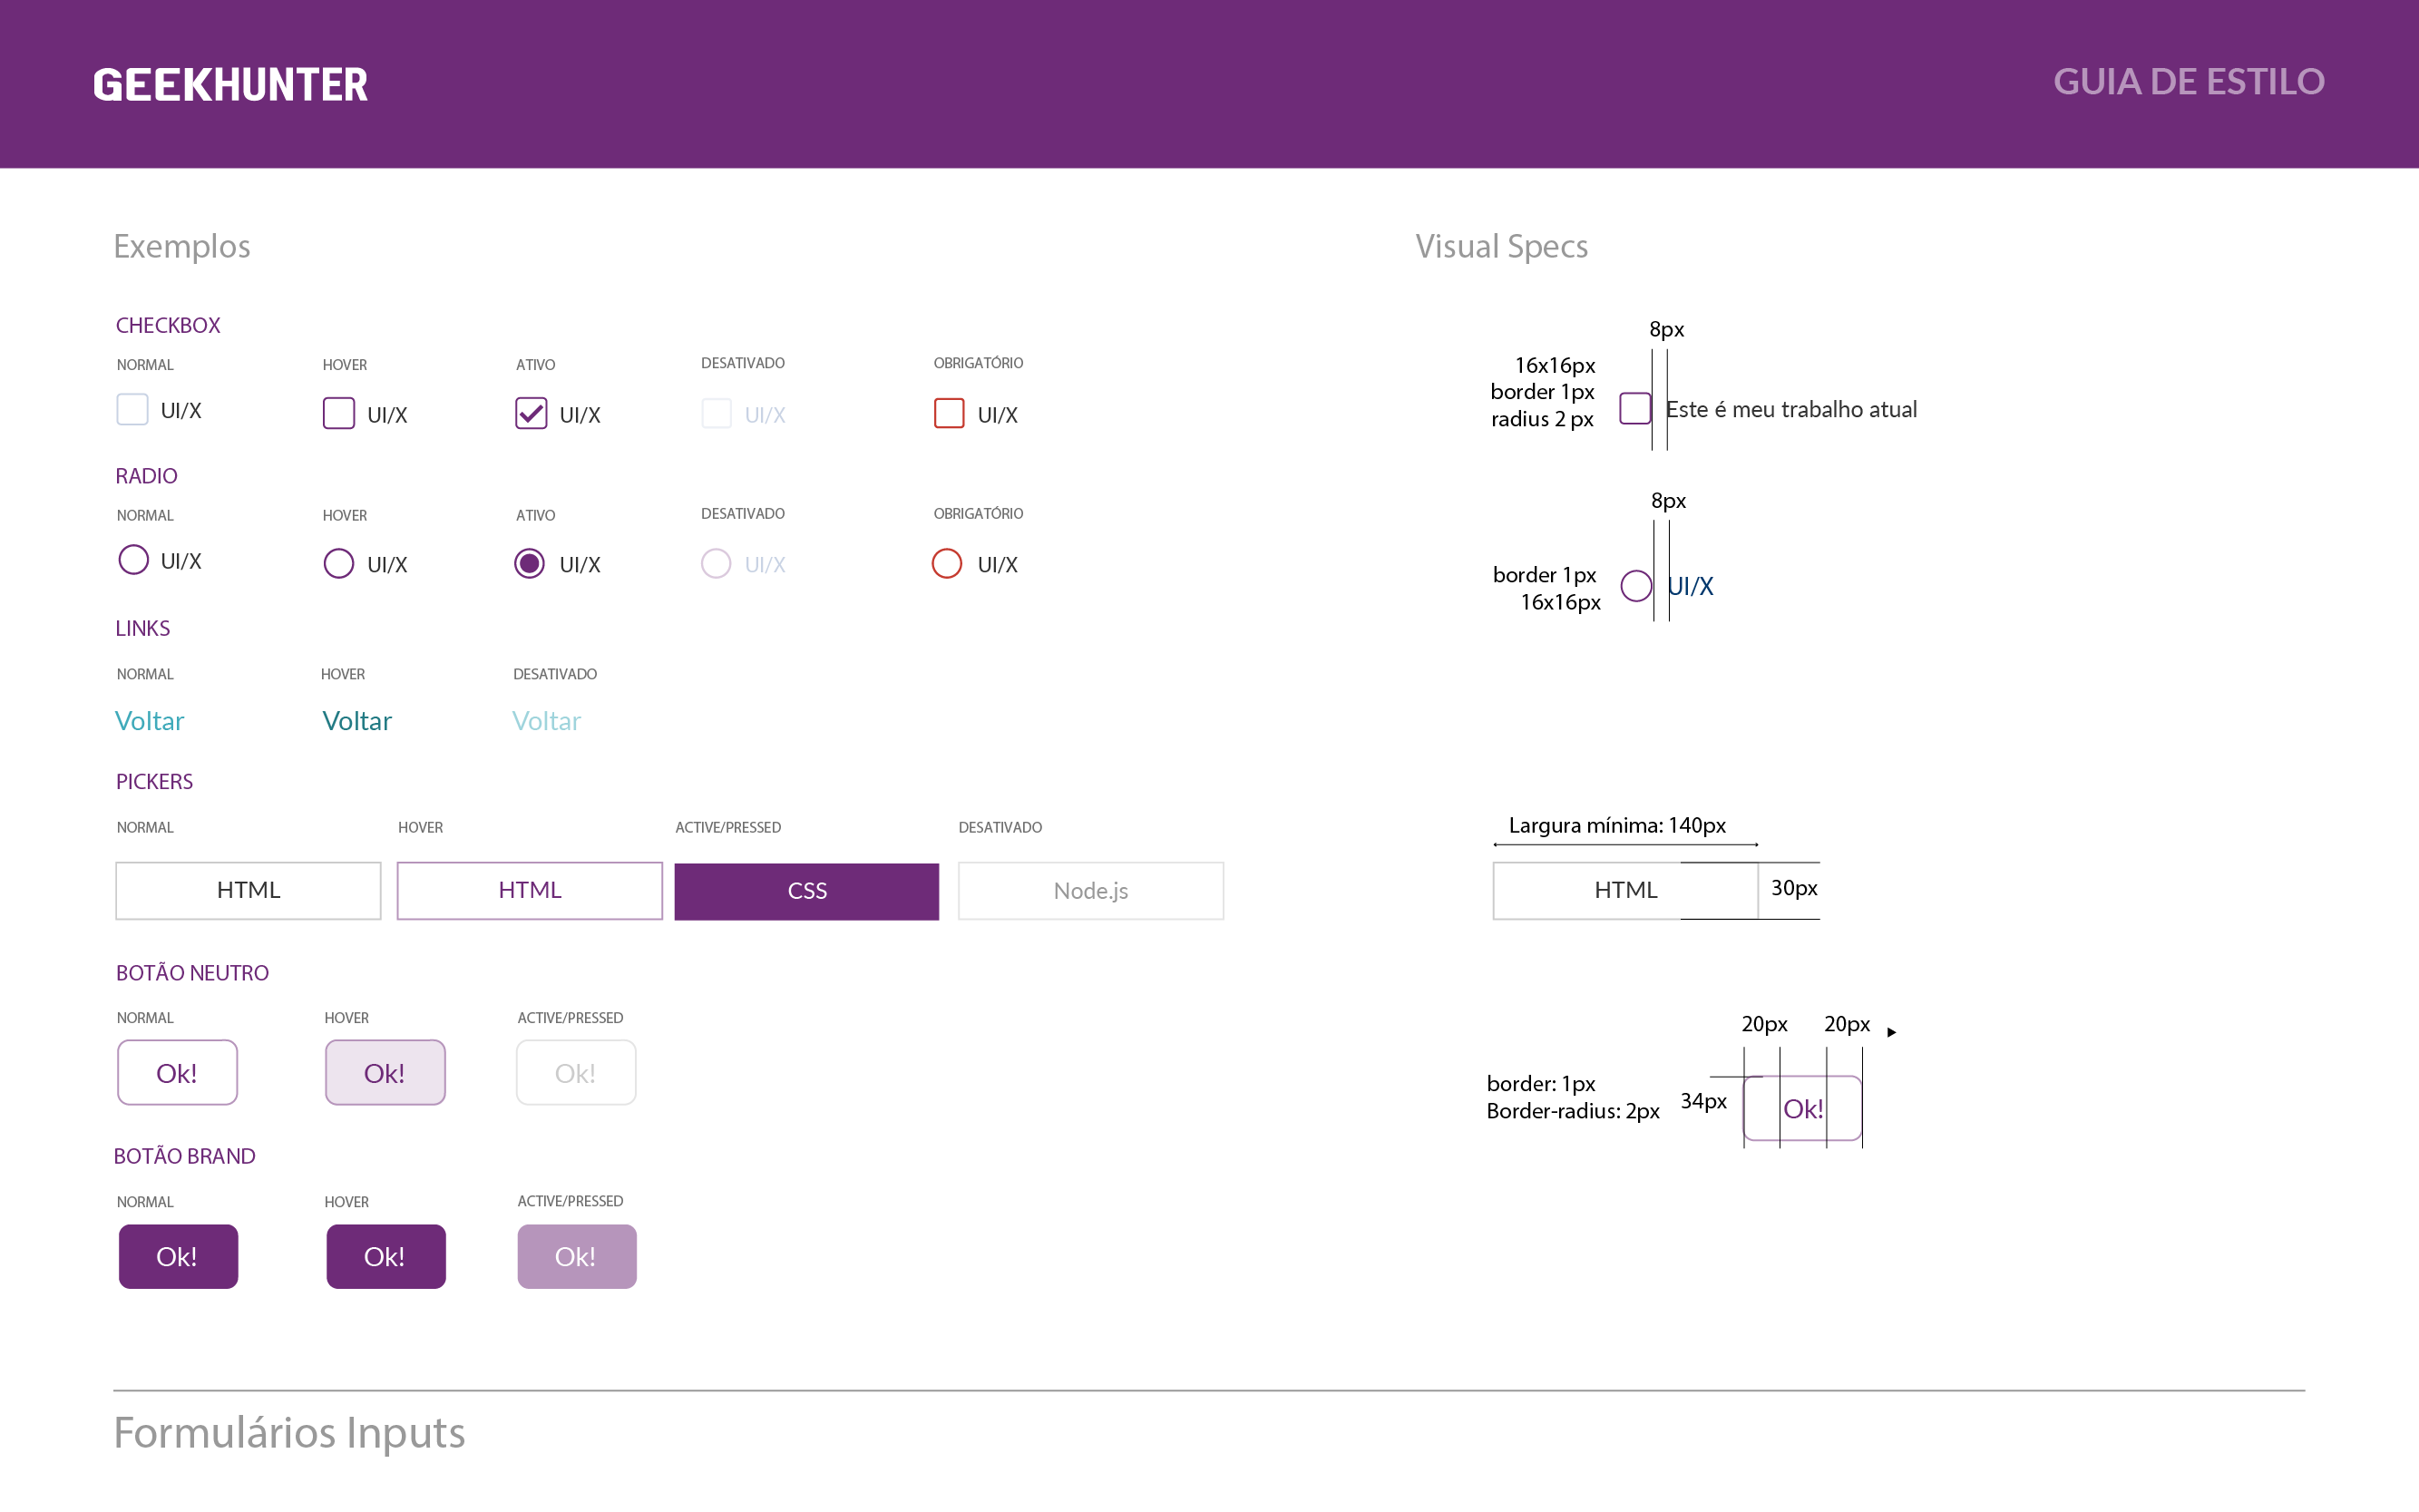 GEEKHUNTER
GUIA DE ESTILO
Exemplos
CHECKBOX
NORMAL HOVER ATIVO DESATIVADO OBRIGATÓRIO
UI/X UI/X UI/X UI/X UI/X
RADIO
NORMAL HOVER ATIVO DESATIVADO OBRIGATÓRIO
UI/X UI/X UI/X UI/X UI/X
LINKS
NORMAL HOVER DESATIVADO
Voltar Voltar Voltar
PICKERS
NORMAL HOVER ACTIVE/PRESSED DESATIVADO
HTML HTML CSS Node.js
BOTÃO NEUTRO
NORMAL HOVER ACTIVE/PRESSED
Ok! Ok! Ok!
BOTÃO BRAND
NORMAL HOVER ACTIVE/PRESSED
Ok! Ok! Ok!
Visual Specs
8px
16x16px
border 1px
radius 2 px
Este é meu trabalho atual
8px
border 1px
16x16px
UI/X
Largura mínima: 140px
HTML 30px
20px 20px
border: 1px
Border-radius: 2px
34px
Ok!
Formulários Inputs